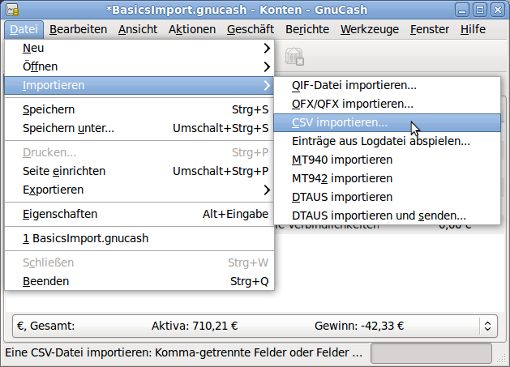 *BasicsImport.gnucash - Konten - GnuCash
Datei Bearbeiten Ansicht Aktionen Geschäft Berichte Werkzeuge Fenster Hilfe
Neu
Öffnen
Importieren
Speichern Strg+S
Speichern unter... Umschalt+Strg+S
Drucken... Strg+P
Seite einrichten Umschalt+Strg+P
Exportieren
Eigenschaften Alt+Eingabe
1 BasicsImport.gnucash
Schließen Strg+W
Beenden Strg+Q
QIF-Datei importieren...
OFX/QFX importieren...
CSV importieren...
Einträge aus Logdatei abspielen...
MT940 importieren
MT942 importieren
DTAUS importieren
DTAUS importieren und senden...
€, Gesamt: Aktiva: 710,21 € Gewinn: -42,33 €
Eine CSV-Datei importieren: Komma-getrennte Felder oder Felder ...